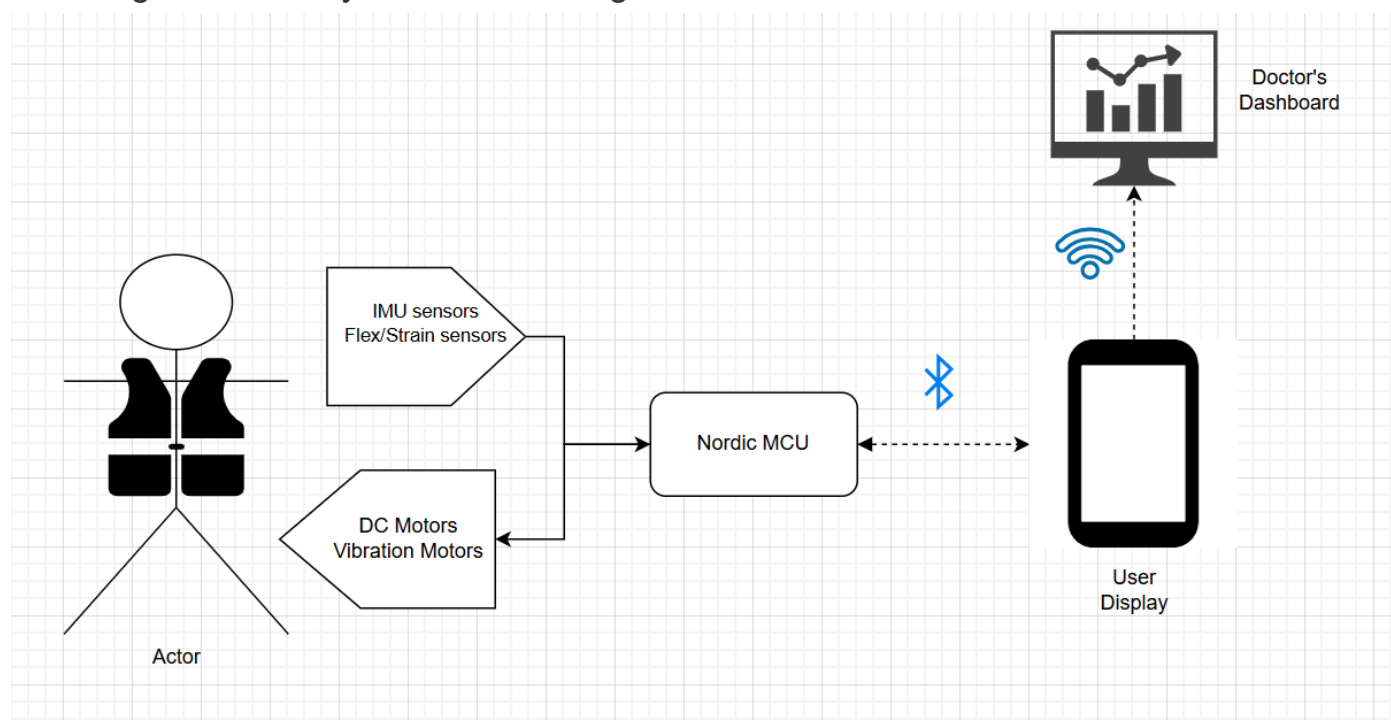 IMU sensors
Flex/Strain sensors
DC Motors
Vibration Motors
Actor
Nordic MCU
Doctor's
Dashboard
User
Display